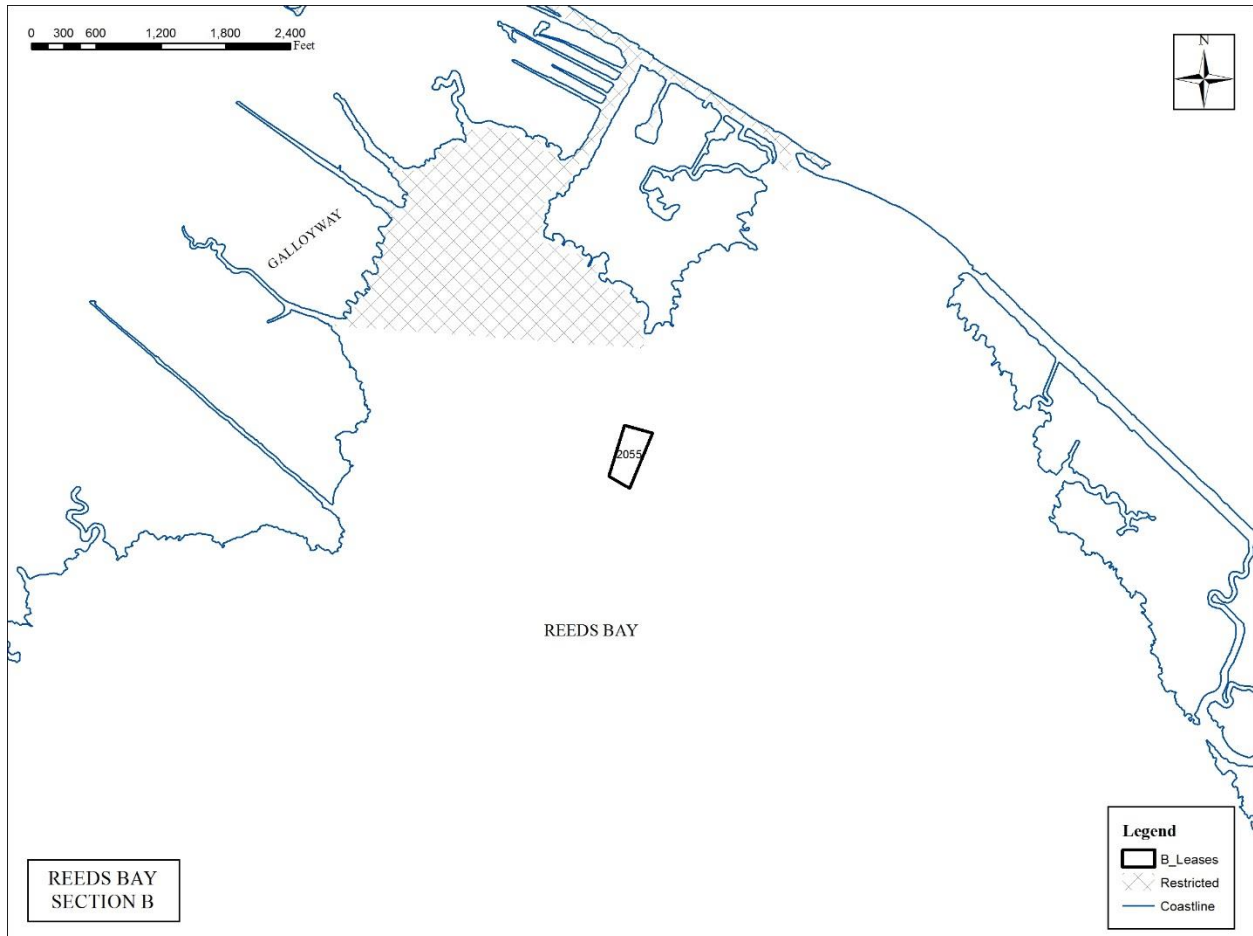 0 300 600 1,200 1,800 2,400
Feet
N
GALLOYWAY
2055
REEDS BAY
REEDS BAY
SECTION B
Legend
B_Leases
Restricted
Coastline